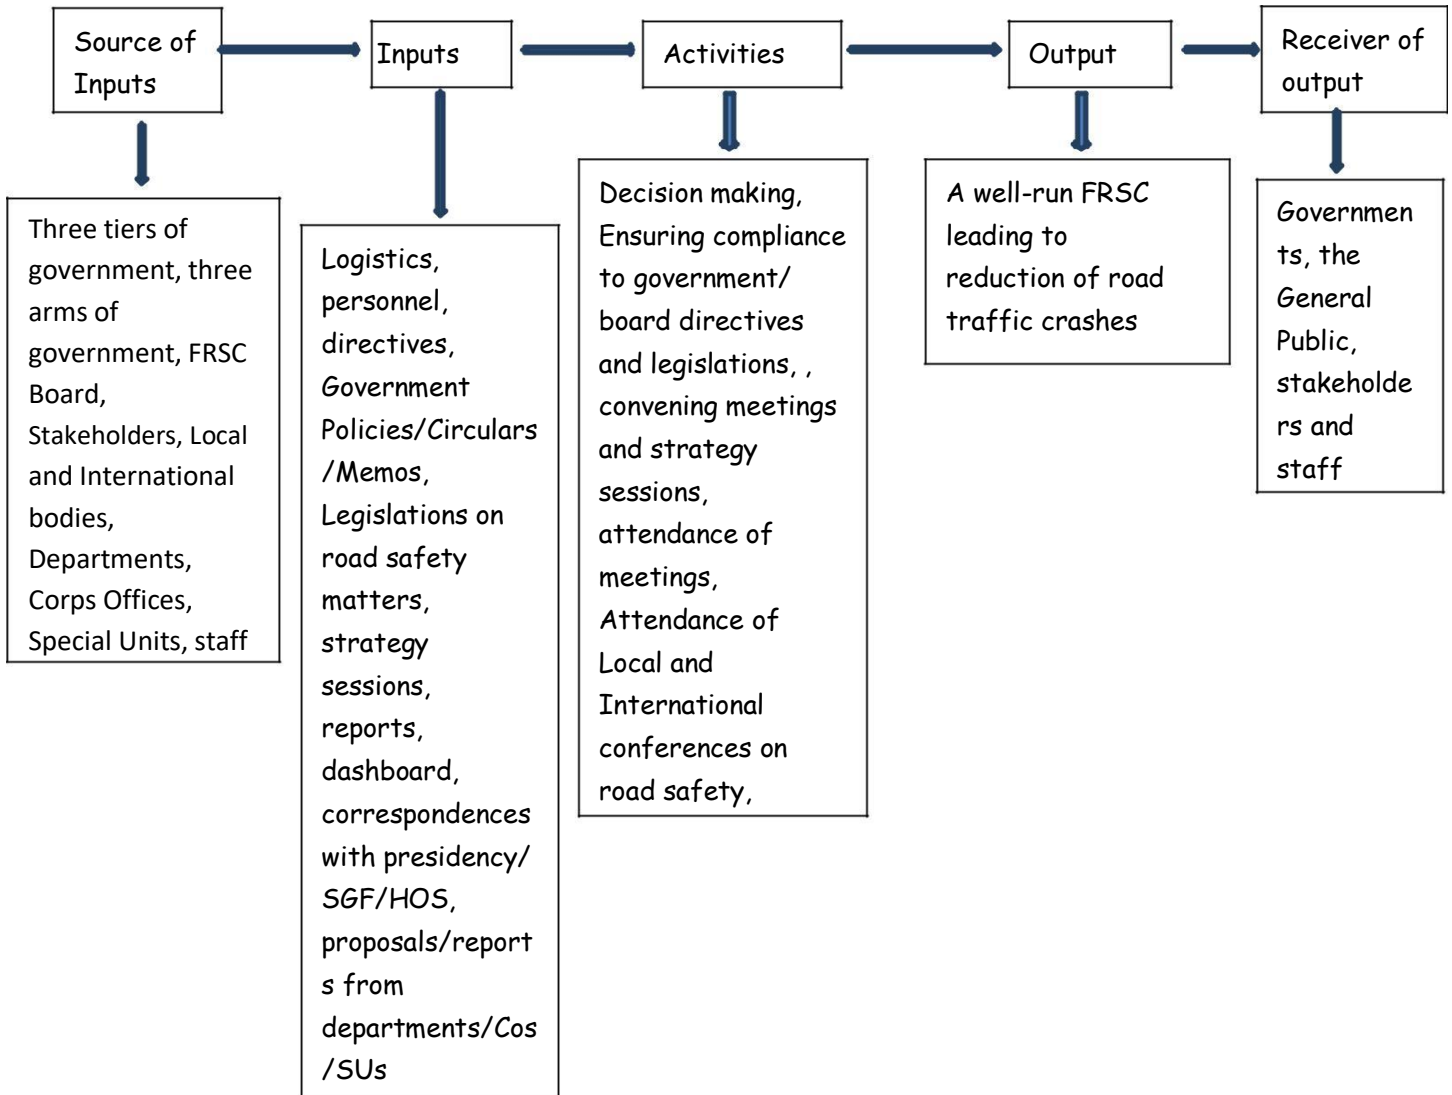 Source of
Inputs
Inputs
Activities
Output
Receiver of
output
Three tiers of
government, three
arms of
government, FRSC
Board,
Stakeholders, Local
and International
bodies,
Departments,
Corps Offices,
Special Units, staff
Logistics,
personnel,
directives,
Government
Policies/Circulars
/Memos,
Legislations on
road safety
matters,
strategy
sessions,
reports,
dashboard,
correspondences
with presidency/
SGF/HOS,
proposals/report
s from
departments/Cos
/SUs
Decision making,
Ensuring compliance
to government/
board directives
and legislations, ,
convening meetings
and strategy
sessions,
attendance of
meetings,
Attendance of
Local and
International
conferences on
road safety,
A well-run FRSC
leading to
reduction of road
traffic crashes
Governmen
ts, the
General
Public,
stakeholde
rs and
staff